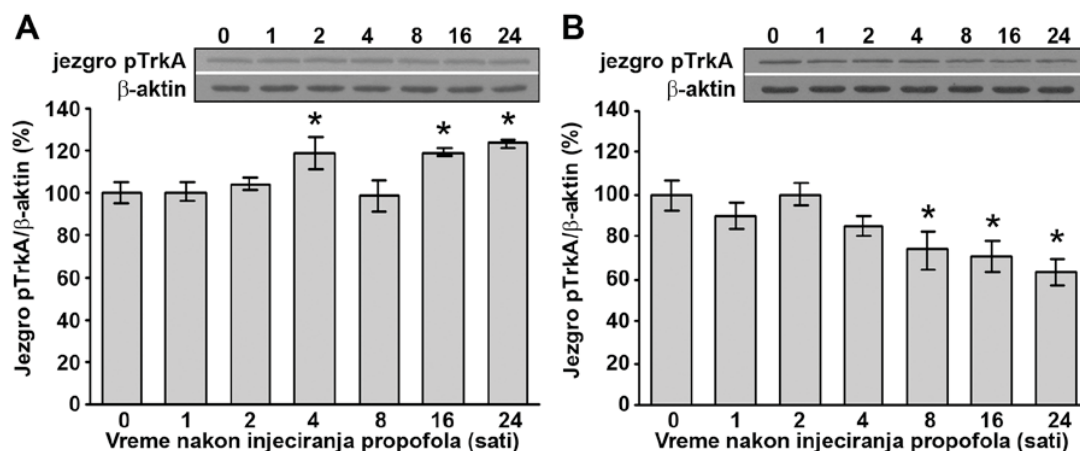 A
0 1 2 4 8 16 24
jezgro pTrkA
β-aktin
Jezgro pTrkA/β-aktin (%)
140
120
100
80
60
40
20
0
* * *
0 1 2 4 8 16 24
Vreme nakon injeciranja propofola (sati)
B
0 1 2 4 8 16 24
jezgro pTrkA
β-aktin
Jezgro pTrkA/β-aktin (%)
140
120
100
80
60
40
20
0
* * *
0 1 2 4 8 16 24
Vreme nakon injeciranja propofola (sati)